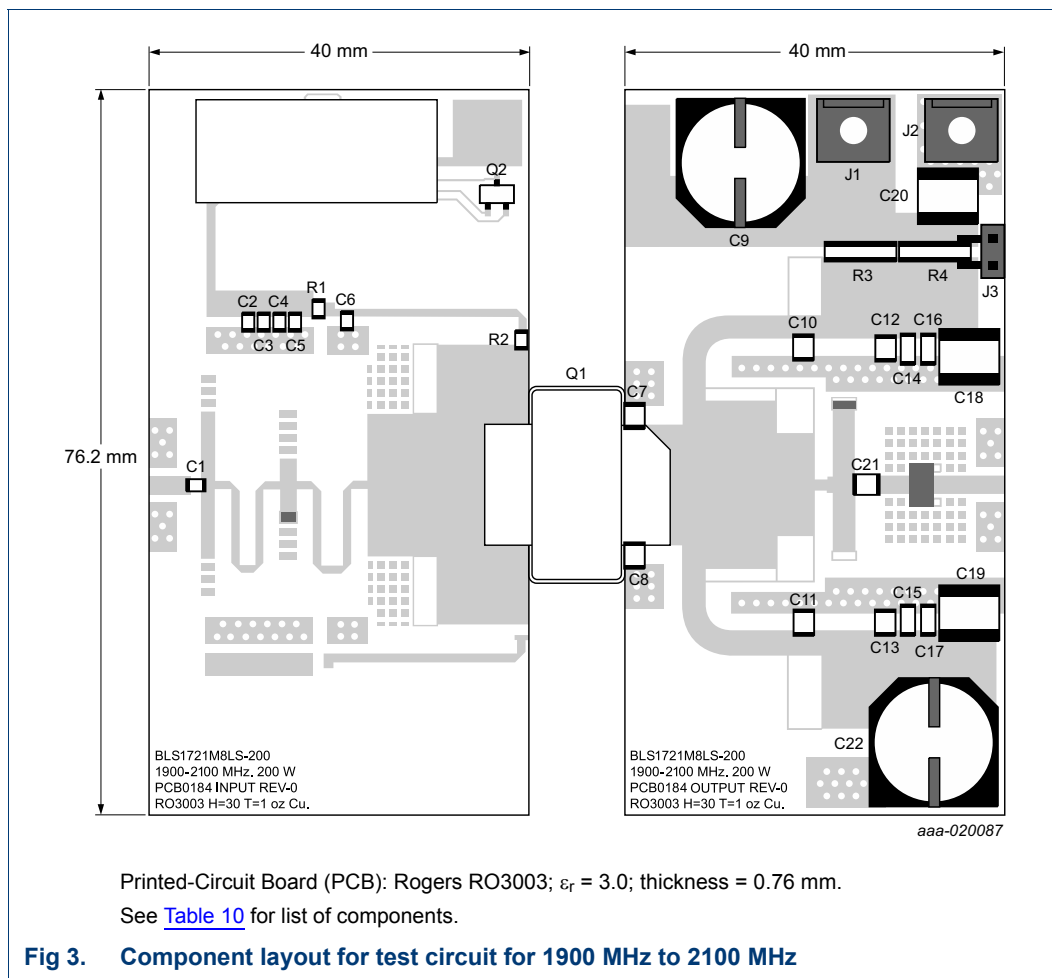 40 mm
40 mm
76.2 mm
Q2
R1
C2 C4
C6
C3 C5
R2
C1
Q1
C7
C8
J1
J2
C20
C9
R3
R4
J3
C10
C12
C16
C14
C18
C21
C19
C11
C15
C13
C17
C22
BLS1721M8LS-200
1900-2100 MHz. 200 W
PCB0184 INPUT REV-0
RO3003 H=30 T=1 oz Cu.
BLS1721M8LS-200
1900-2100 MHz. 200 W
PCB0184 OUTPUT REV-0
RO3003 H=30 T=1 oz Cu.
aaa-020087
Printed-Circuit Board (PCB): Rogers RO3003; εr = 3.0; thickness = 0.76 mm.
See Table 10 for list of components.
Fig 3. Component layout for test circuit for 1900 MHz to 2100 MHz